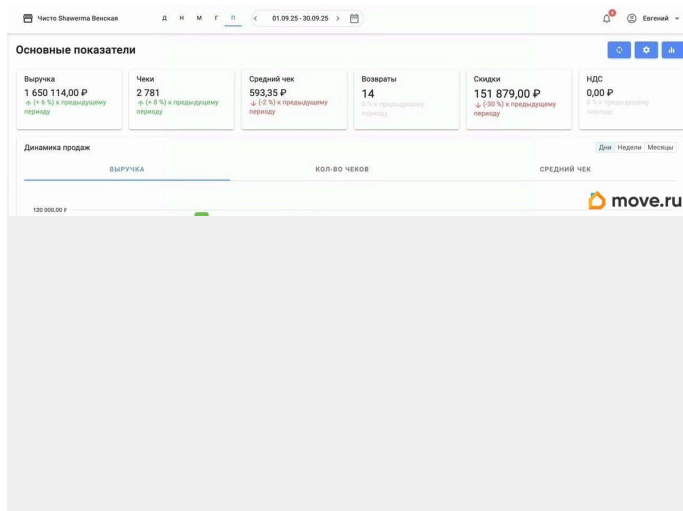 Чисто Shawerma Венская Д Н М Г П 01.09.25 - 30.09.25 Евгений
Основные показатели
Выручка
1 650 114,00 ₽
(+ 6 %) к предыдущему
периоду
Чеки
2 781
(+ 8 %) к предыдущему
периоду
Средний чек
593,35 ₽
(-2 %) к предыдущему
периоду
Возвраты
14
0 % к предыдущему
периоду
Скидки
151 879,00 ₽
(-30 %) к предыдущему
периоду
НДС
0,00 ₽
0 % к предыдущему
периоду
Динамика продаж Дни Недели Месяцы
ВЫРУЧКА КОЛ-ВО ЧЕКОВ СРЕДНИЙ ЧЕК
120 000,00 ₽
move.ru